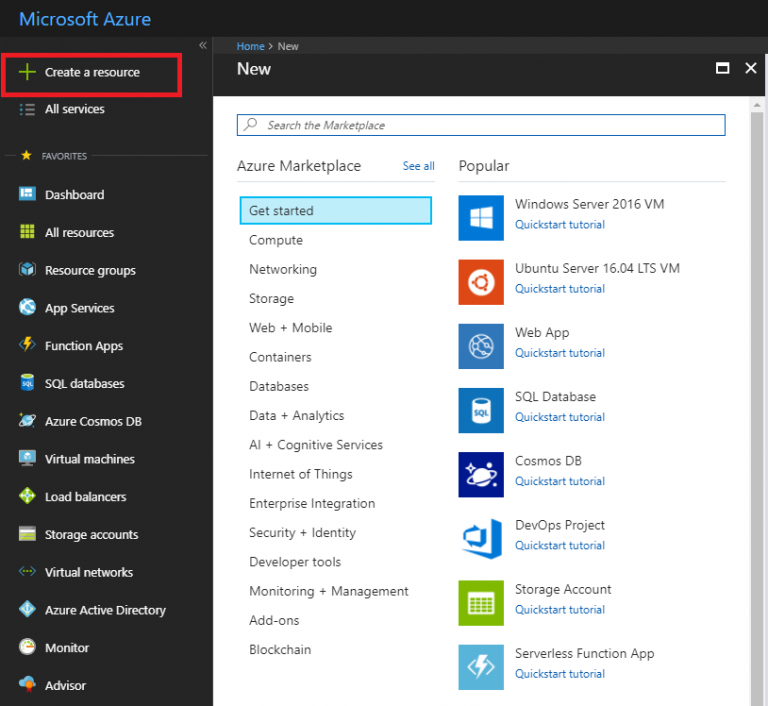 Microsoft Azure
«
Create a resource
All services
FAVORITES
Dashboard
All resources
Resource groups
App Services
Function Apps
SQL databases
Azure Cosmos DB
Virtual machines
Load balancers
Storage accounts
Virtual networks
Azure Active Directory
Monitor
Advisor
Home > New
New
Search the Marketplace
Azure Marketplace
See all
Get started
Compute
Networking
Storage
Web + Mobile
Containers
Databases
Data + Analytics
AI + Cognitive Services
Internet of Things
Enterprise Integration
Security + Identity
Developer tools
Monitoring + Management
Add-ons
Blockchain
Popular
Windows Server 2016 VM
Quickstart tutorial
Ubuntu Server 16.04 LTS VM
Quickstart tutorial
Web App
Quickstart tutorial
SQL Database
Quickstart tutorial
Cosmos DB
Quickstart tutorial
DevOps Project
Quickstart tutorial
Storage Account
Quickstart tutorial
Serverless Function App
Quickstart tutorial